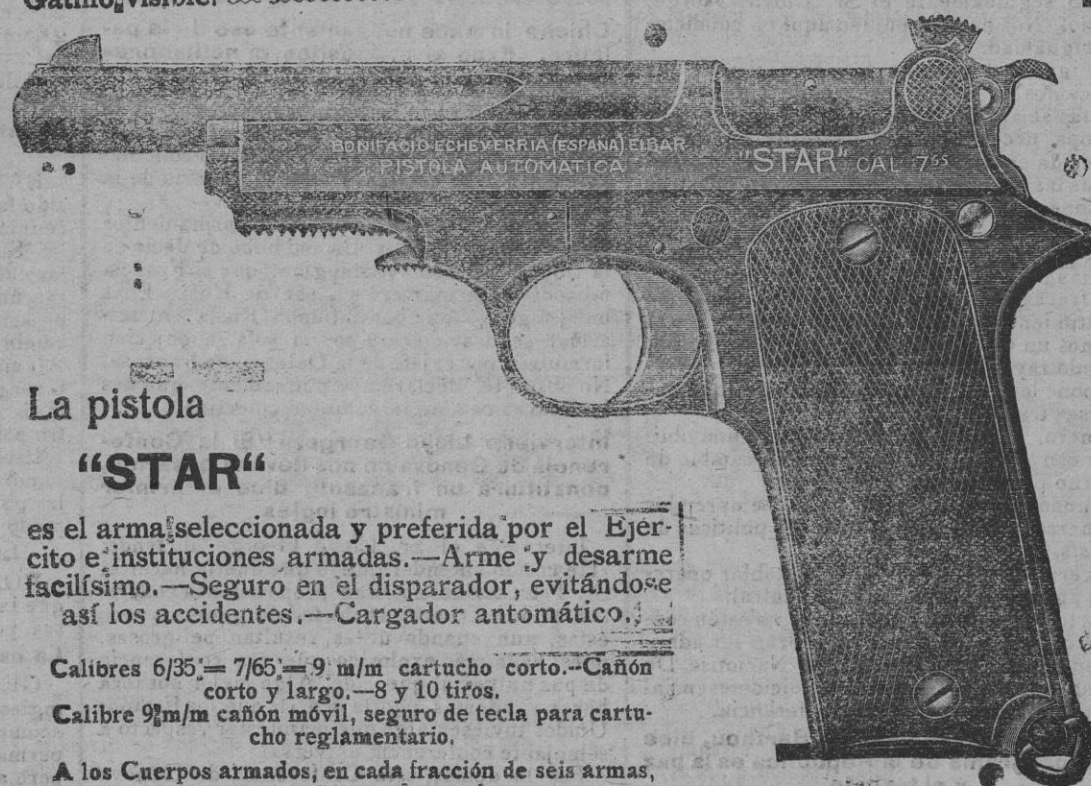 Gatillo visible.
BONIFACIO ECHEVERRIA (ESPAÑA) EIBAR
PISTOLA AUTOMATICA
"STAR" CAL 7⁶⁵
La pistola
“STAR“
es el arma seleccionada y preferida por el Ejér-
cito e instituciones armadas.—Arme y desarme
facilísimo.—Seguro en el disparador, evitándose
así los accidentes.—Cargador antomático.
Calibres 6/35 = 7/65 = 9 m/m cartucho corto.--Cañón
corto y largo.—8 y 10 tiros.
Calibre 9 m/m cañón móvil, seguro de tecla para cartu-
cho reglamentario.
A los Cuerpos armados, en cada fracción de seis armas,